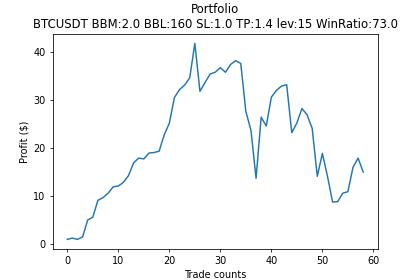 Portfolio
BTCUSDT BBM:2.0 BBL:160 SL:1.0 TP:1.4 lev:15 WinRatio:73.0
40
30
20
10
0
Profit ($)
0 10 20 30 40 50 60
Trade counts